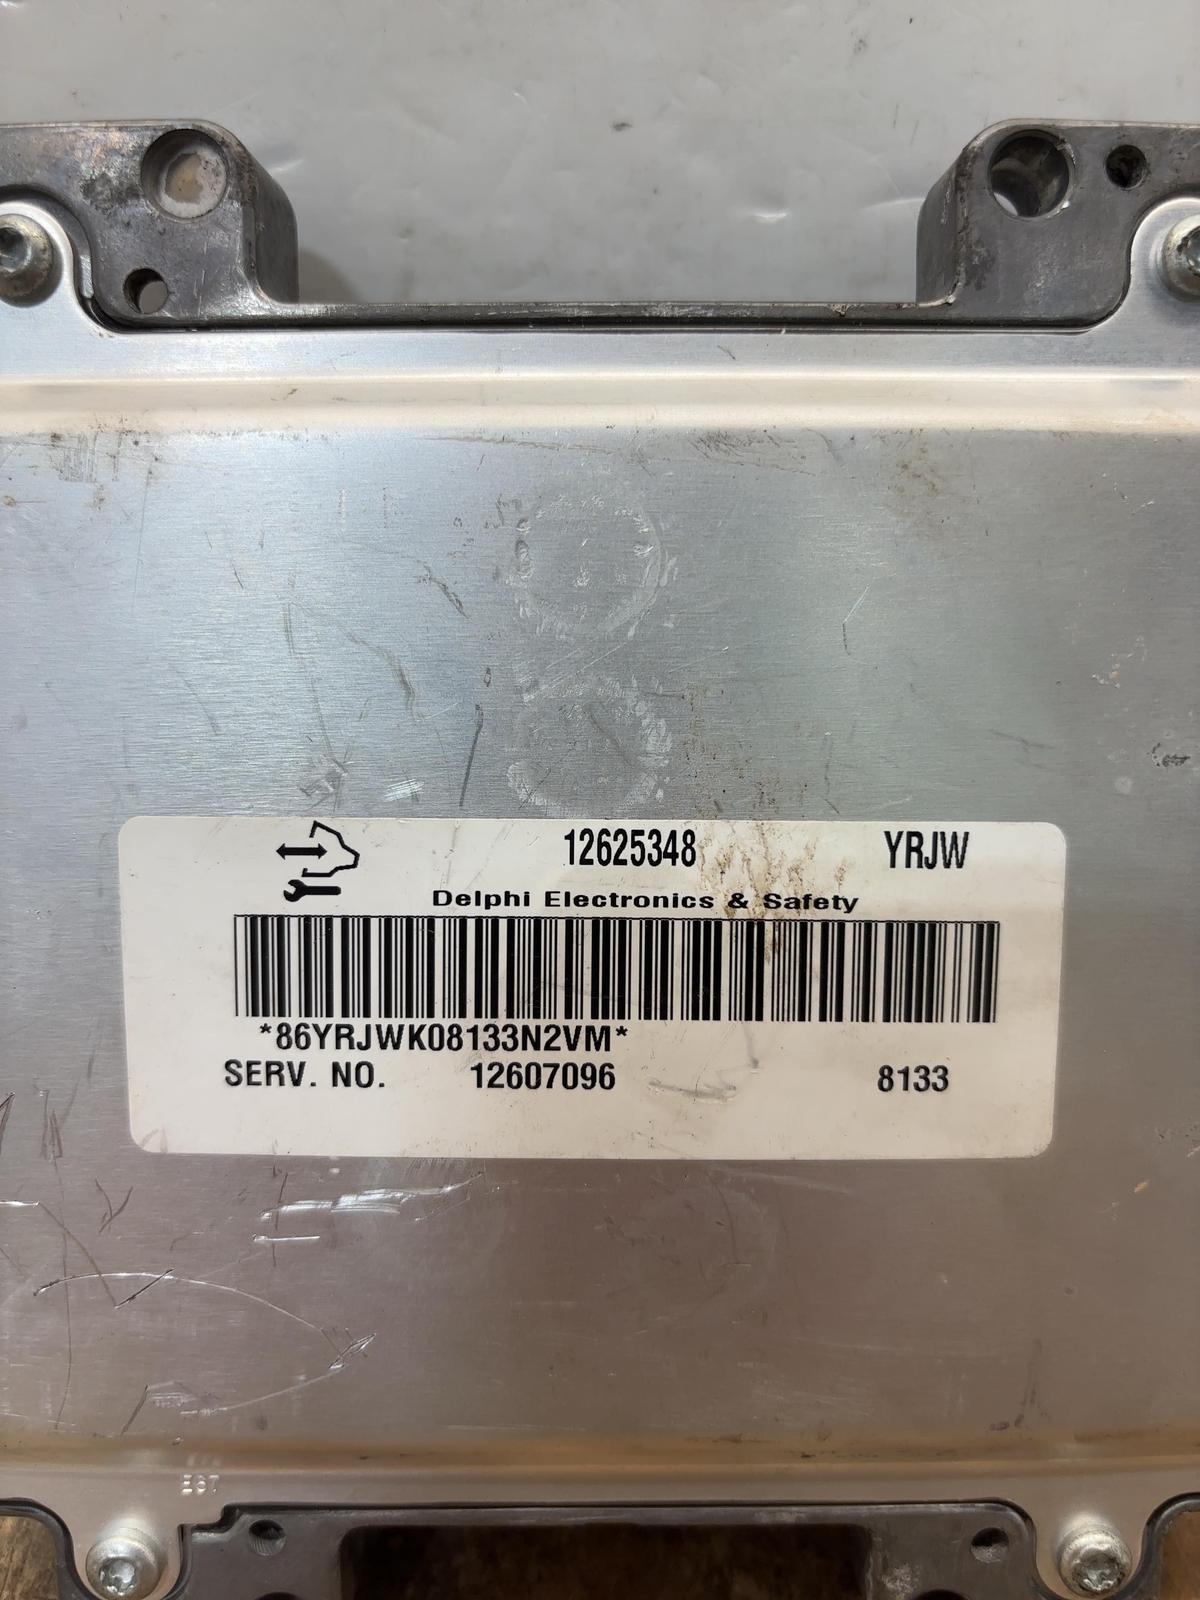 12625348 YRJW
Delphi Electronics & Safety
*86YRJWK08133N2VM*
SERV. NO. 12607096 8133